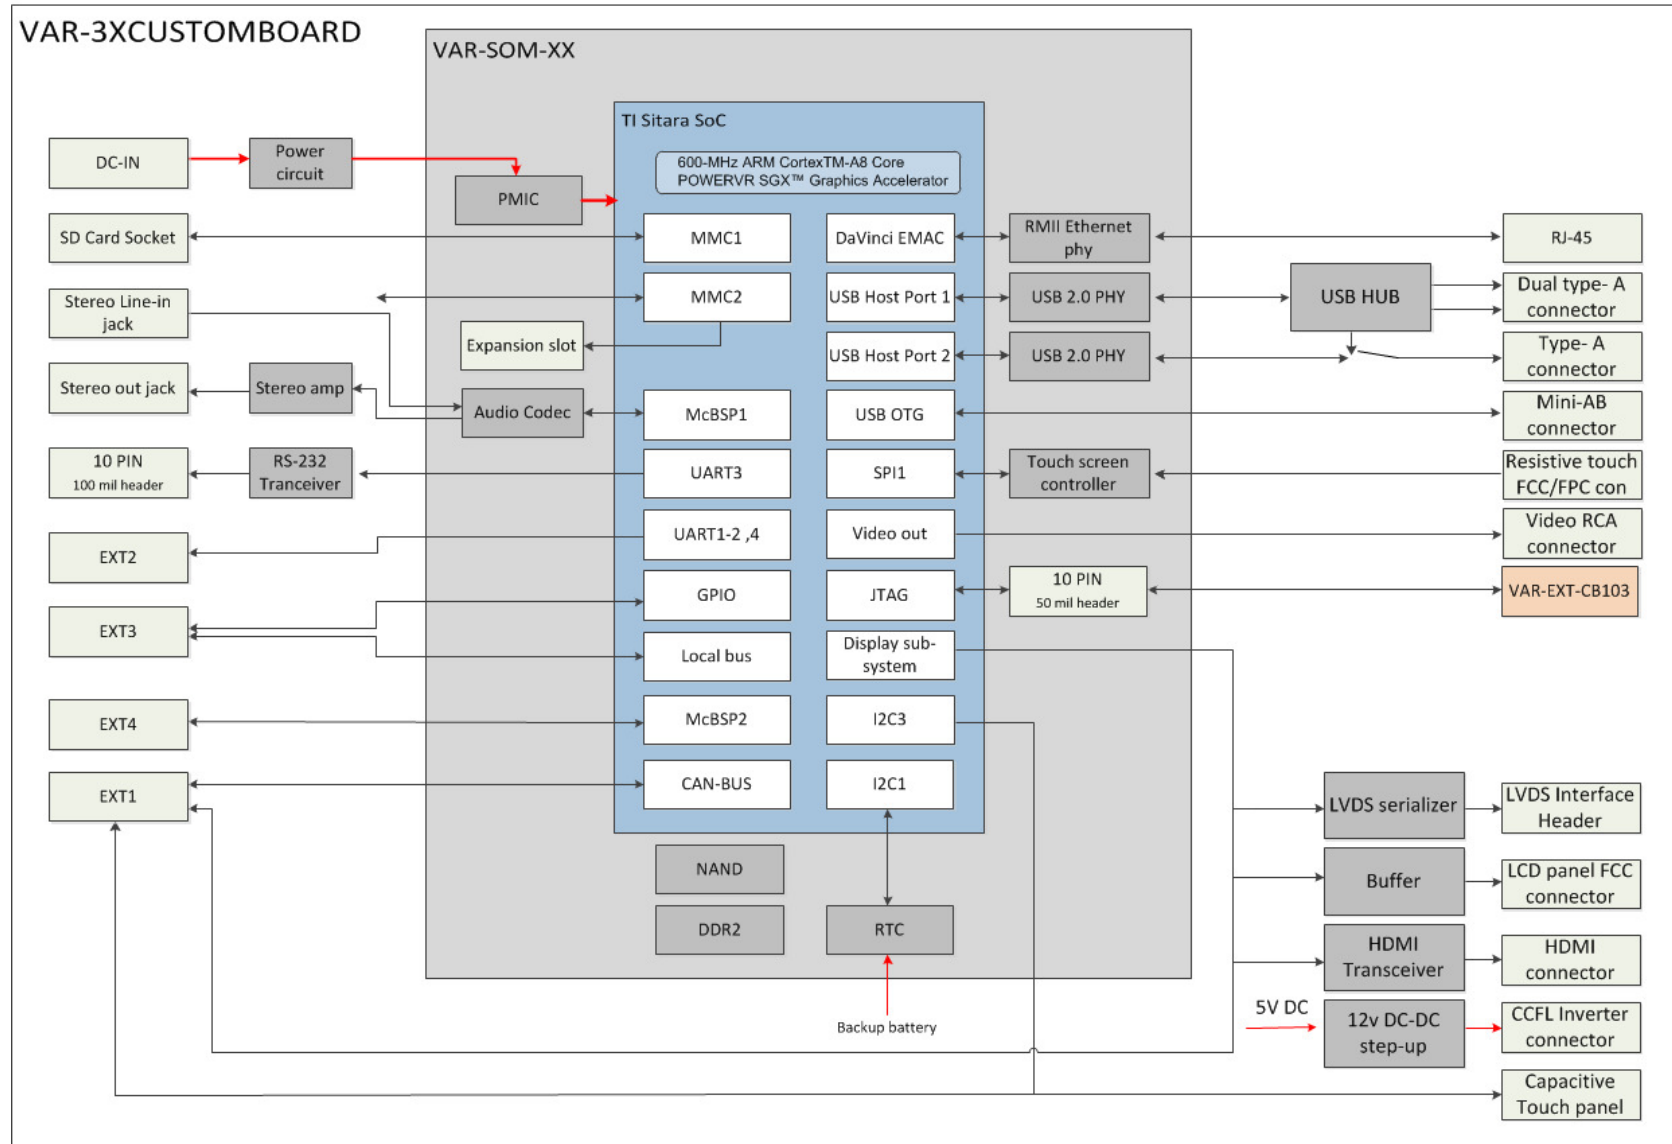 VAR-3XCUSTOMBOARD
VAR-SOM-XX
TI Sitara SoC
600-MHz ARM CortexTM-A8 Core
POWERVR SGX™ Graphics Accelerator
DC-IN
Power
circuit
PMIC
SD Card Socket
MMC1
DaVinci EMAC
RMII Ethernet
phy
RJ-45
Stereo Line-in
jack
MMC2
USB Host Port 1
USB 2.0 PHY
USB HUB
Dual type- A
connector
Expansion slot
USB Host Port 2
USB 2.0 PHY
Type- A
connector
Stereo out jack
Stereo amp
Audio Codec
McBSP1
USB OTG
Mini-AB
connector
10 PIN
100 mil header
RS-232
Tranceiver
UART3
SPI1
Touch screen
controller
Resistive touch
FCC/FPC con
EXT2
UART1-2 ,4
Video out
Video RCA
connector
EXT3
GPIO
JTAG
10 PIN
50 mil header
VAR-EXT-CB103
Local bus
Display sub-
system
EXT4
McBSP2
I2C3
EXT1
CAN-BUS
I2C1
LVDS serializer
LVDS Interface
Header
NAND
Buffer
LCD panel FCC
connector
DDR2
RTC
HDMI
Transceiver
HDMI
connector
Backup battery
5V DC
12v DC-DC
step-up
CCFL Inverter
connector
Capacitive
Touch panel